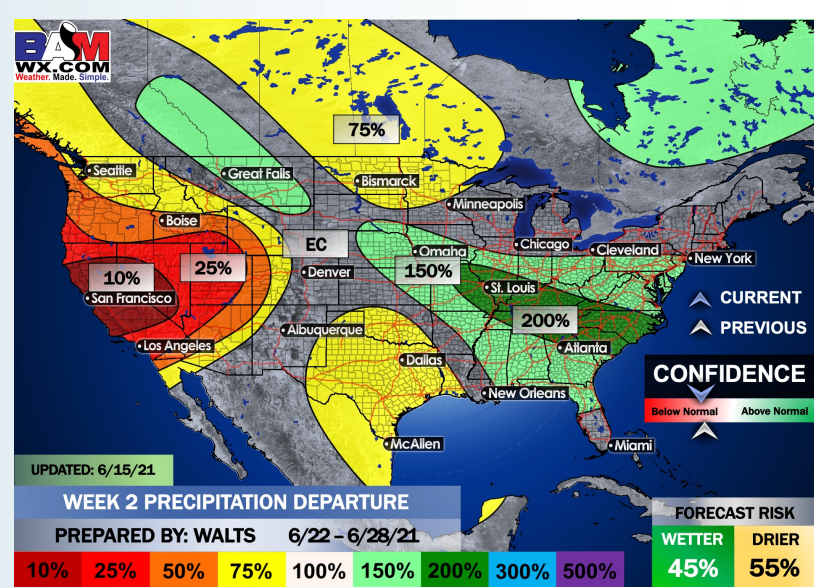 BAM
WX.COM
Weather. Made. Simple.
75%
Seattle
Great Falls
Bismarck
Minneapolis
Boise
EC
Omaha
Chicago
Cleveland
New York
10%
25%
Denver
150%
St. Louis
San Francisco
CURRENT
200%
PREVIOUS
Los Angeles
Albuquerque
Dallas
Atlanta
CONFIDENCE
New Orleans
Below Normal
Above Normal
McAllen
Miami
UPDATED: 6/15/21
WEEK 2 PRECIPITATION DEPARTURE
PREPARED BY: WALTS 6/22 – 6/28/21
FORECAST RISK
WETTER
DRIER
45%
55%
10% 25% 50% 75% 100% 150% 200% 300% 500%